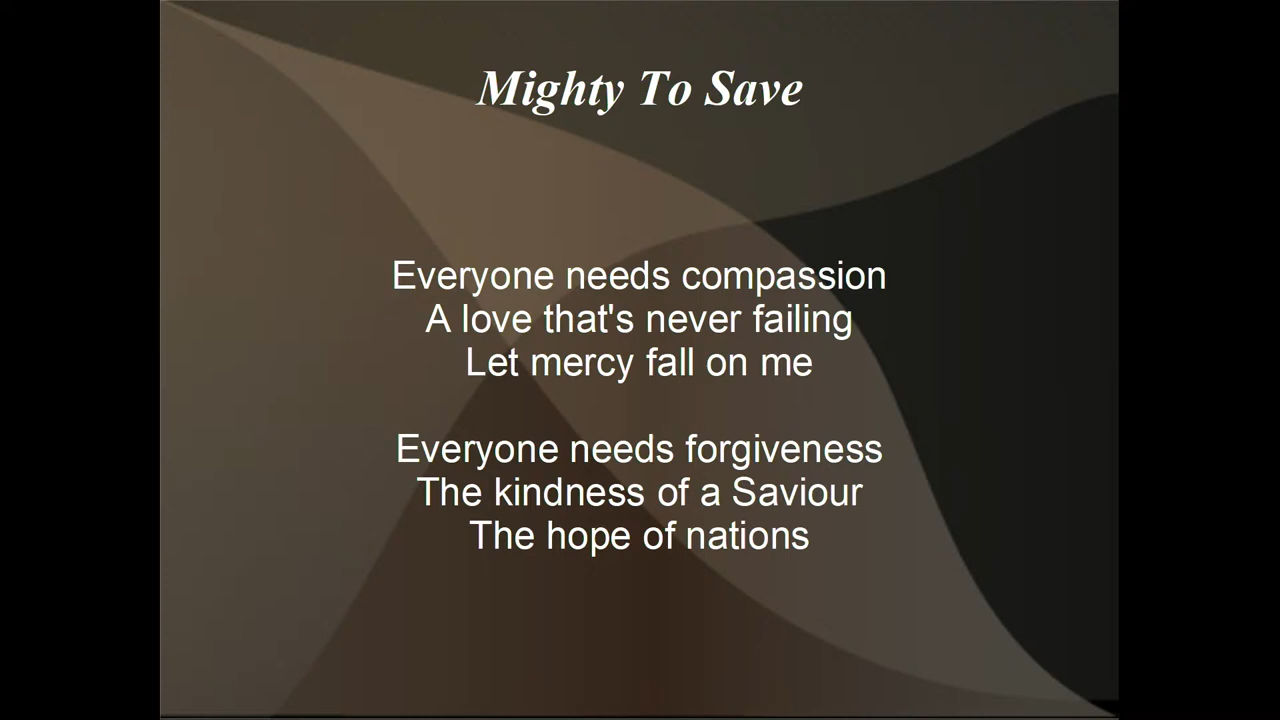 Mighty To Save
Everyone needs compassion
A love that's never failing
Let mercy fall on me
Everyone needs forgiveness
The kindness of a Saviour
The hope of nations